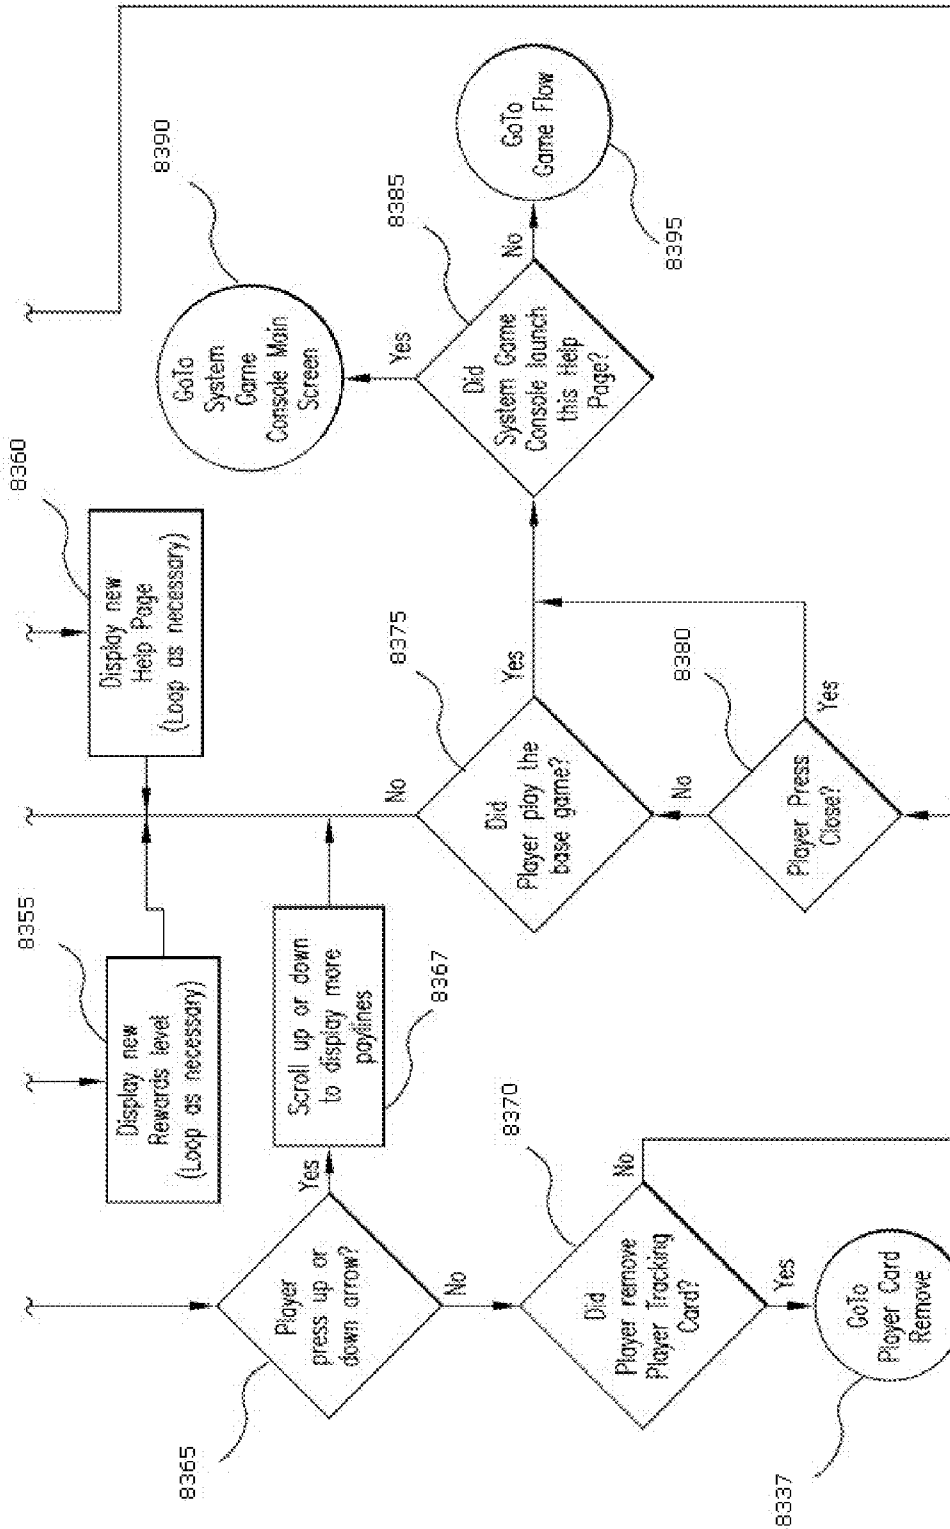 8365
Player
press up or
down arrow?
Yes
No
8355
Display new
Rewards level
(Loop as necessary)
8360
Display new
Help Page
(Loop as necessary)
Scroll up or down
to display more
paylines
8367
8370
Did
Player remove
Player Tracking
Card?
No
Yes
GoTo
Player Card
Remove
8337
8375
Did
Player play the
base game?
No
Yes
8380
Player Press
Close?
No
Yes
8385
Did
System Game
Console launch
this Help
Page?
Yes
No
8390
GoTo
System
Game
Console Main
Screen
GoTo
Game Flow
8395